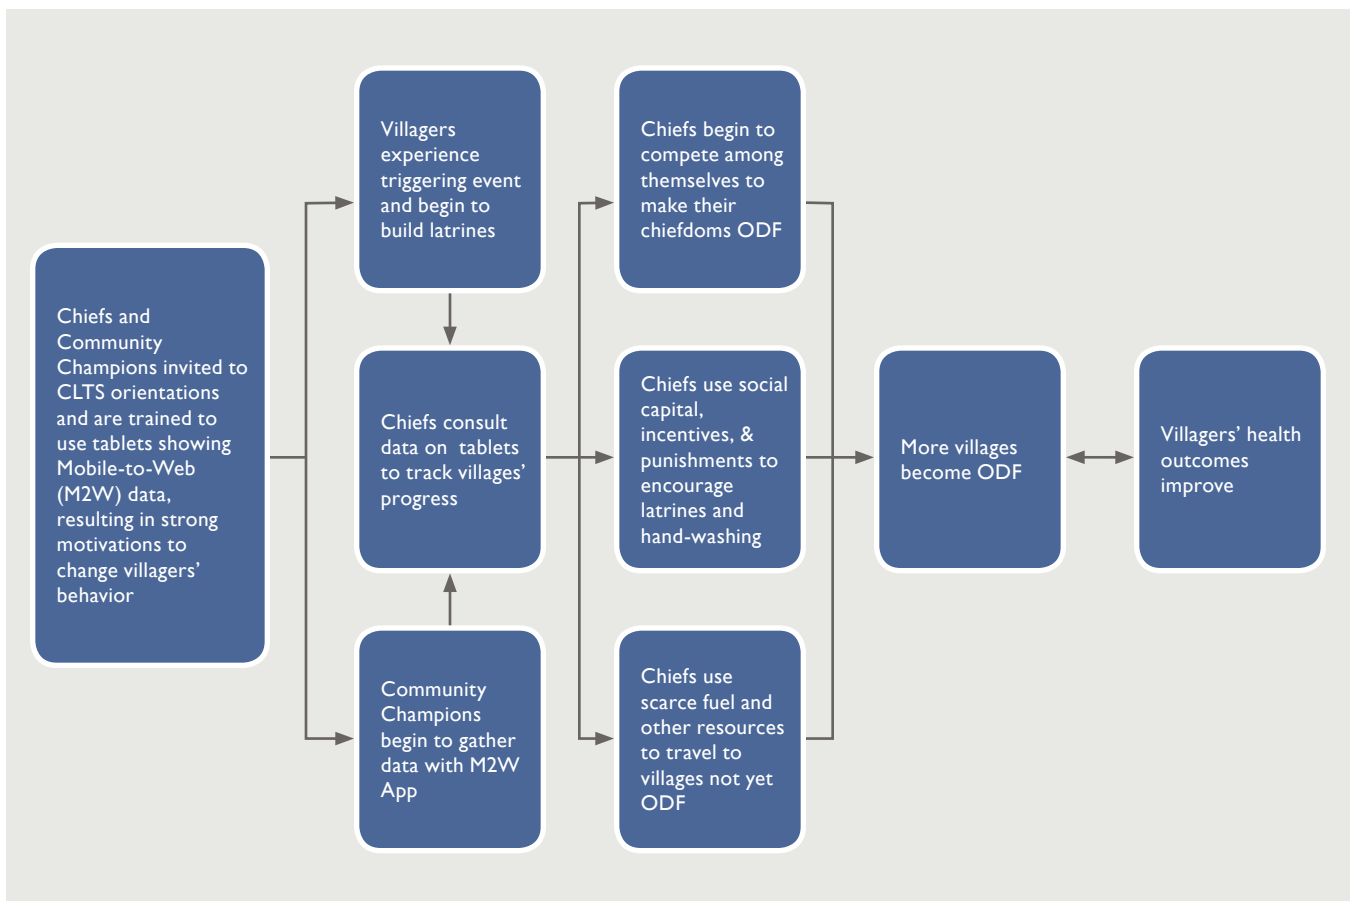 Chiefs and
Community
Champions invited to
CLTS orientations
and are trained to
use tablets showing
Mobile-to-Web
(M2W) data,
resulting in strong
motivations to
change villagers’
behavior
Villagers
experience
triggering event
and begin to
build latrines
Chiefs consult
data on tablets
to track villages’
progress
Community
Champions
begin to gather
data with M2W
App
Chiefs begin to
compete among
themselves to
make their
chiefdoms ODF
Chiefs use social
capital,
incentives, &
punishments to
encourage
latrines and
hand-washing
Chiefs use
scarce fuel and
other resources
to travel to
villages not yet
ODF
More villages
become ODF
Villagers’ health
outcomes
improve